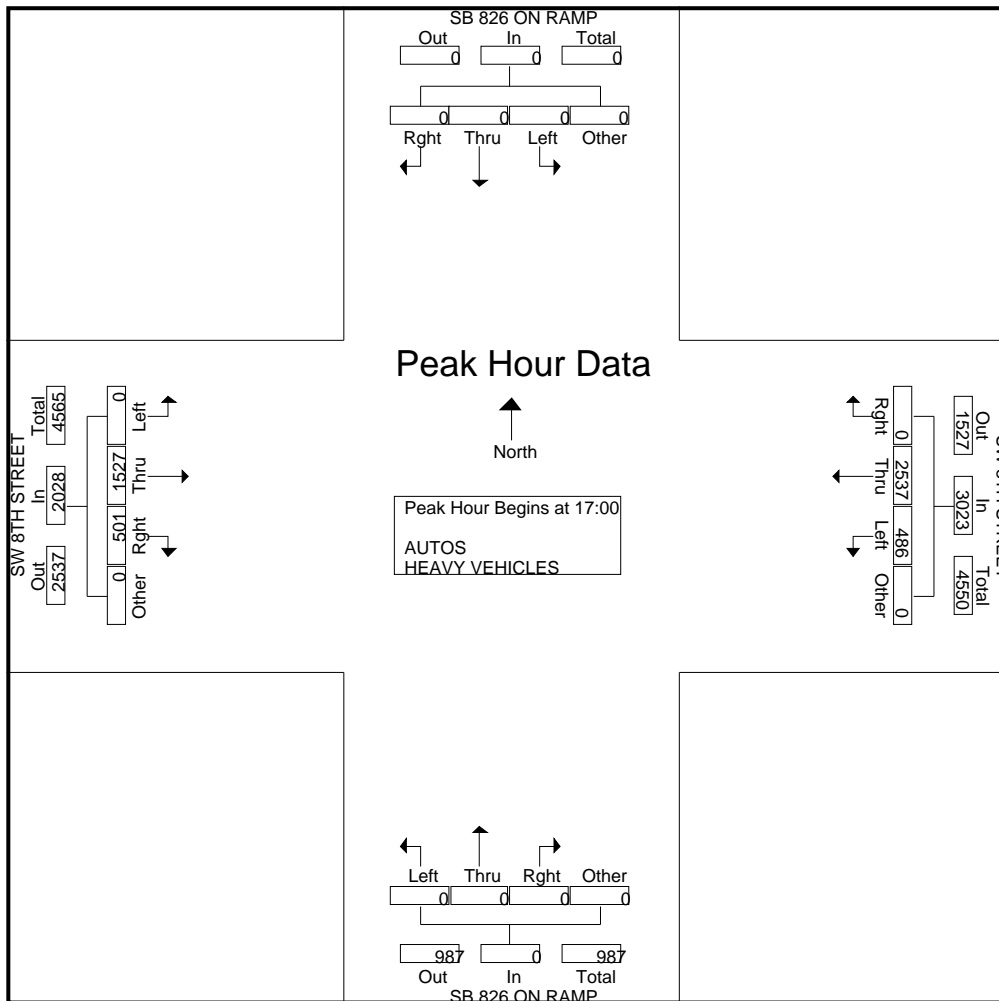 SB 826 ON RAMP
Out In Total
0 0 0
0 0 0 0
Rght Thru Left Other
Peak Hour Data
North
Peak Hour Begins at 17:00
AUTOS
HEAVY VEHICLES
SW 8TH STREET
Out In Total
2537 2028 4565
0 1527 501 0
Left Thru Rght Other
Rght Thru Left Other
0 2537 486 0
1527 3023 4550
Out In Total
Left Thru Rght Other
0 0 0 0
987 0 987
Out In Total
SB 826 ON RAMP